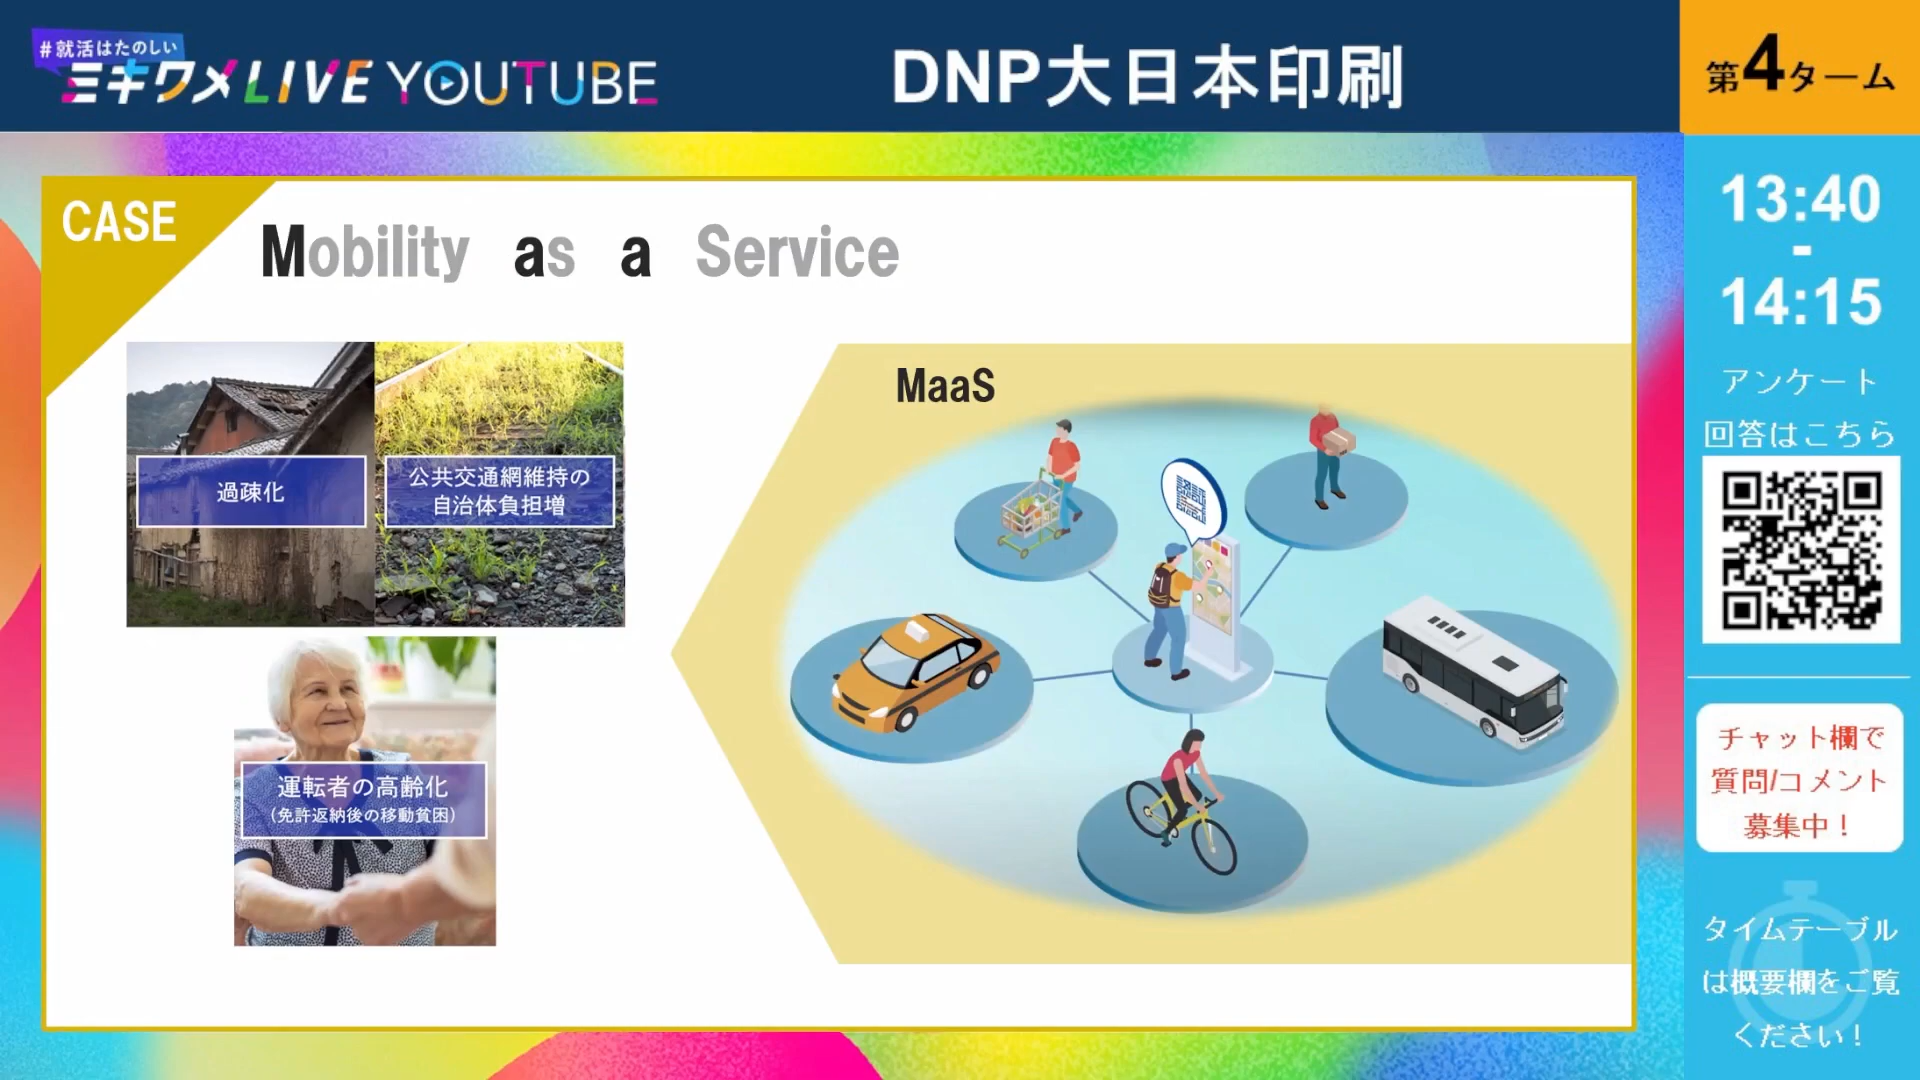 #就活はたのしい
ミキワメLIVE YOUTUBE
DNP大日本印刷
第4ターム
CASE
Mobility as a Service
過疎化
公共交通網維持の
自治体負担増
運転者の高齢化
（免許返納後の移動貧困）
MaaS
13:40
-
14:15
アンケート
回答はこちら
チャット欄で
質問/コメント
募集中！
タイムテーブル
は概要欄をご覧
ください！